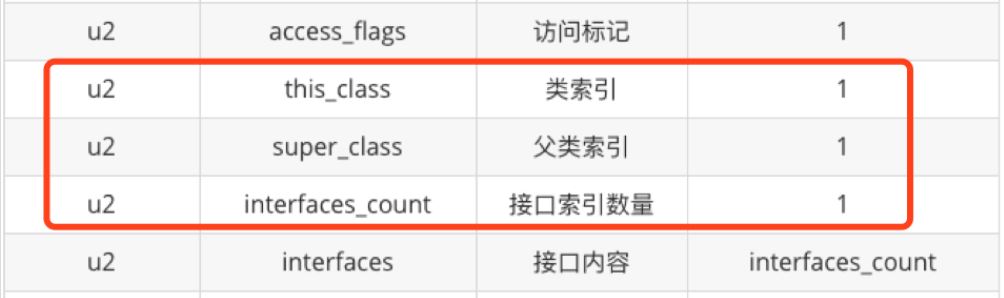 u2 access_flags 访问标记 1
u2 this_class 类索引 1
u2 super_class 父类索引 1
u2 interfaces_count 接口索引数量 1
u2 interfaces 接口内容 interfaces_count